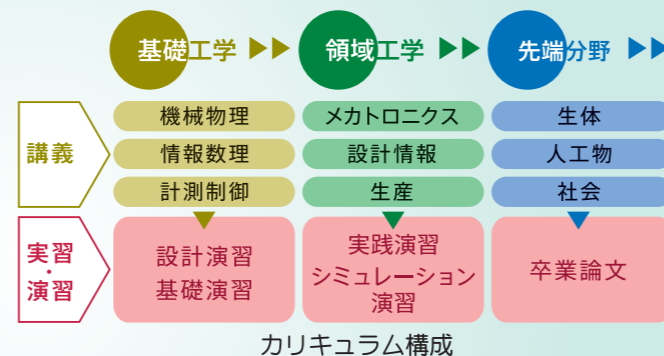 基礎工学 ▶▶ 領域工学 ▶▶ 先端分野 ▶▶
講義
機械物理 メカトロニクス 生体
情報数理 設計情報 人工物
計測制御 生産 社会
実習
・
演習
設計演習
基礎演習
実践演習
シミュレーション
演習
卒業論文
カリキュラム構成